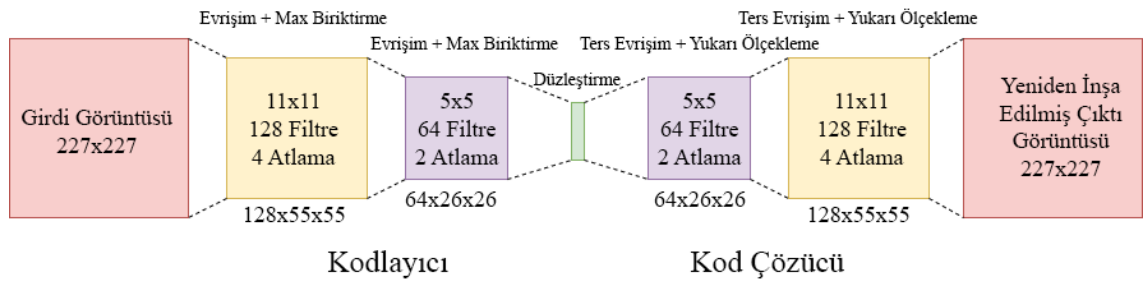 Evrişim + Max Biriktirme
Ters Evrişim + Yukarı Ölçekleme
Evrişim + Max Biriktirme
Ters Evrişim + Yukarı Ölçekleme
Düzleştirme
Girdi Görüntüsü
227x227
11x11
128 Filtre
4 Atlama
128x55x55
5x5
64 Filtre
2 Atlama
64x26x26
5x5
64 Filtre
2 Atlama
64x26x26
11x11
128 Filtre
4 Atlama
128x55x55
Yeniden İnşa
Edilmiş Çıktı
Görüntüsü
227x227
Kodlayıcı
Kod Çözücü